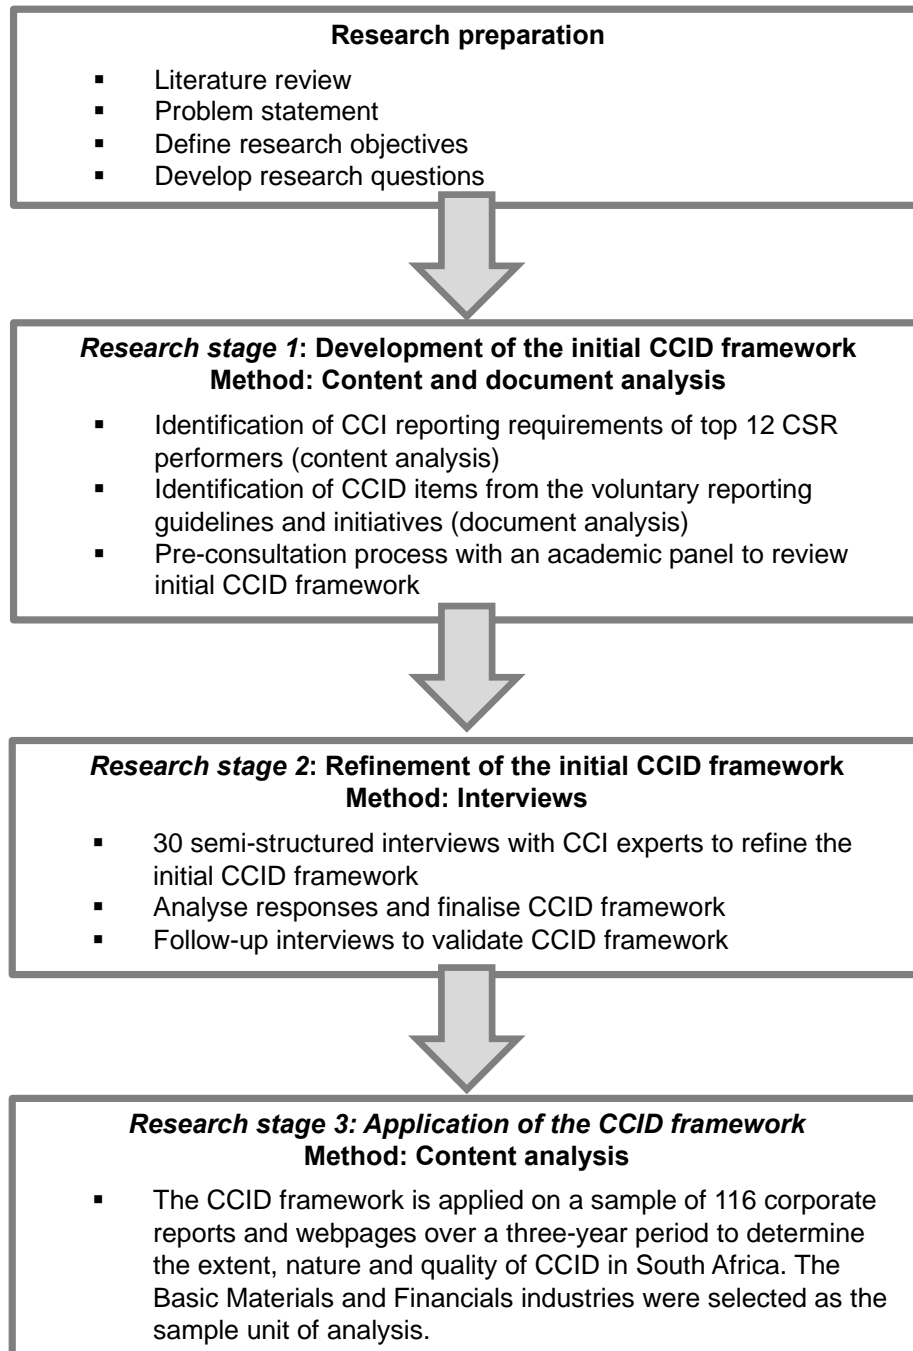 Research preparation
▪ Literature review
▪ Problem statement
▪ Define research objectives
▪ Develop research questions
Research stage 1: Development of the initial CCID framework
Method: Content and document analysis
▪ Identification of CCI reporting requirements of top 12 CSR
performers (content analysis)
▪ Identification of CCID items from the voluntary reporting
guidelines and initiatives (document analysis)
▪ Pre-consultation process with an academic panel to review
initial CCID framework
Research stage 2: Refinement of the initial CCID framework
Method: Interviews
▪ 30 semi-structured interviews with CCI experts to refine the
initial CCID framework
▪ Analyse responses and finalise CCID framework
▪ Follow-up interviews to validate CCID framework
Research stage 3: Application of the CCID framework
Method: Content analysis
▪ The CCID framework is applied on a sample of 116 corporate
reports and webpages over a three-year period to determine
the extent, nature and quality of CCID in South Africa. The
Basic Materials and Financials industries were selected as the
sample unit of analysis.